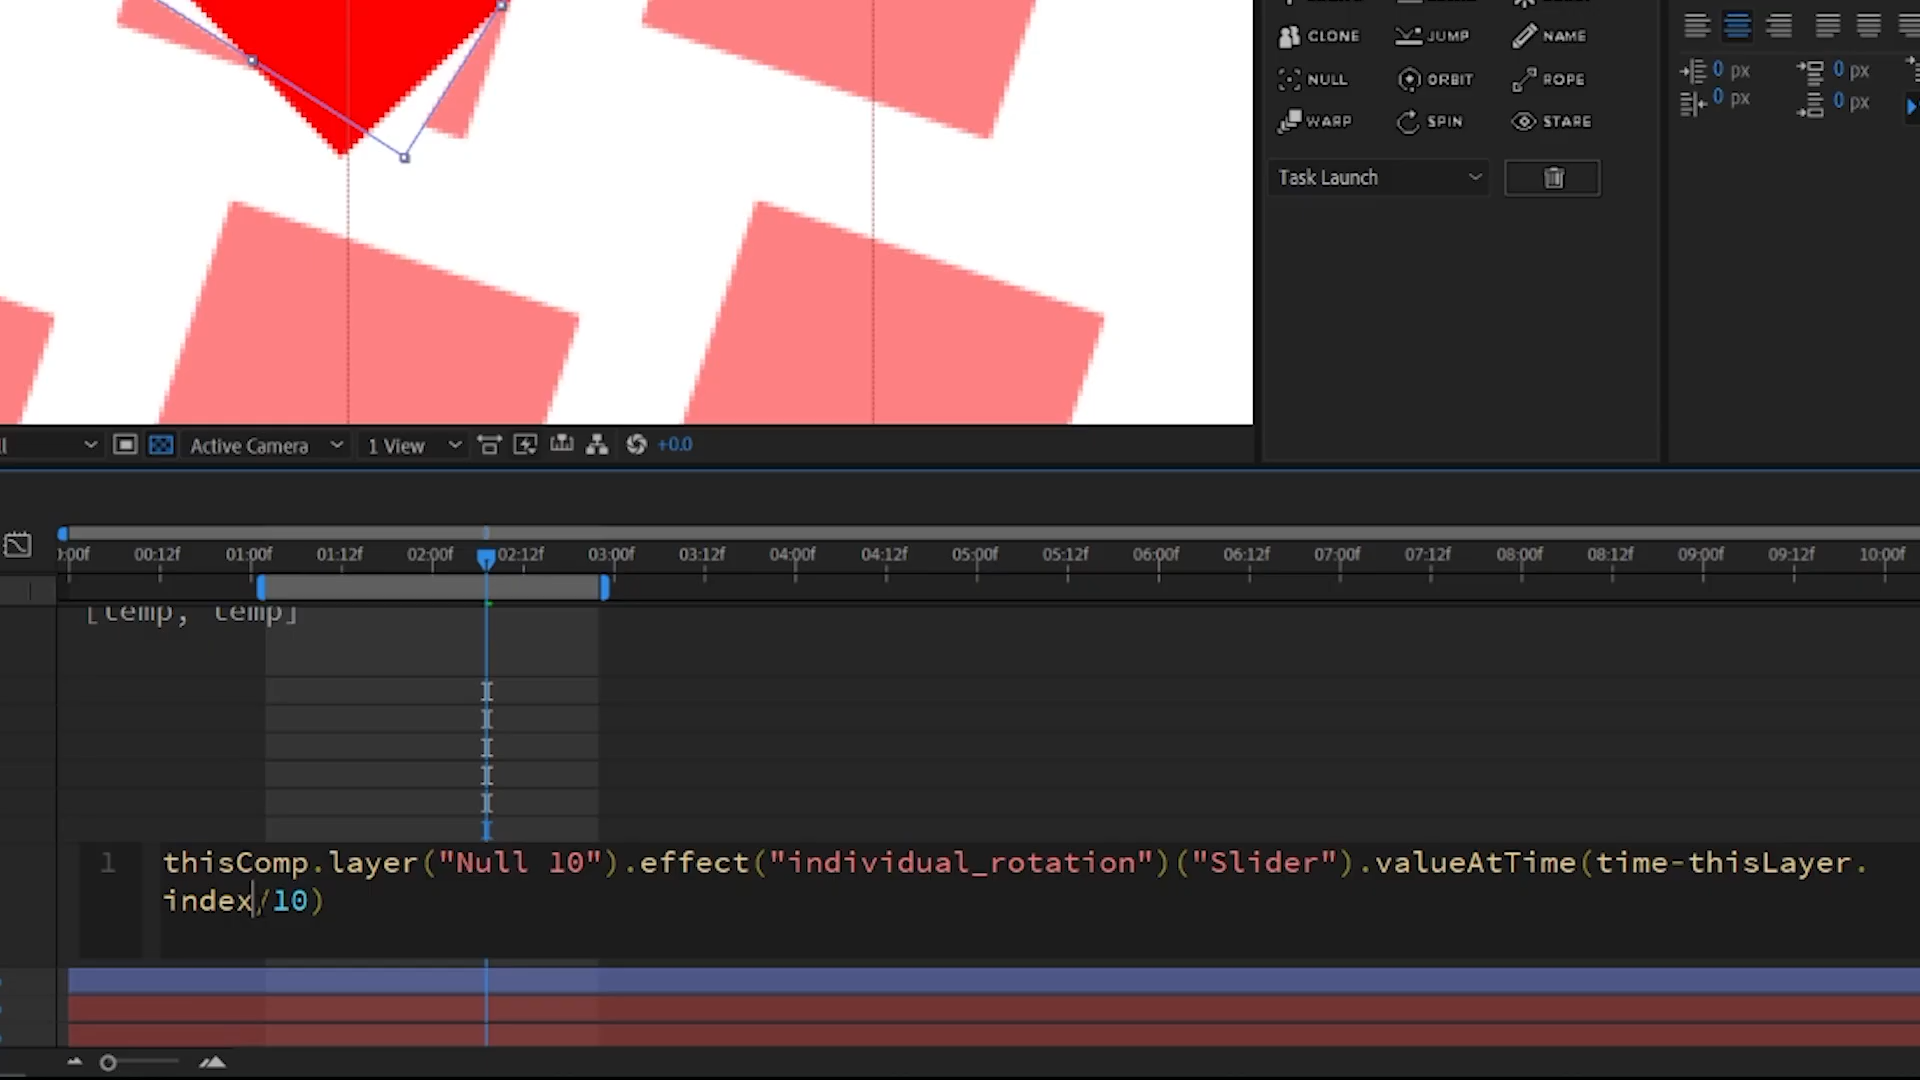 CLONE JUMP NAME
NULL ORBIT ROPE
WARP SPIN STARE
0 px 0 px
0 px 0 px
Task Launch
Active Camera 1 View +0.0
:00f 00:12f 01:00f 01:12f 02:00f 02:12f 03:00f 03:12f 04:00f 04:12f 05:00f 05:12f 06:00f 06:12f 07:00f 07:12f 08:00f 08:12f 09:00f 09:12f 10:00f
[temp, temp]
1 thisComp.layer("Null 10").effect("individual_rotation")("Slider").valueAtTime(time-thisLayer.
index/10)